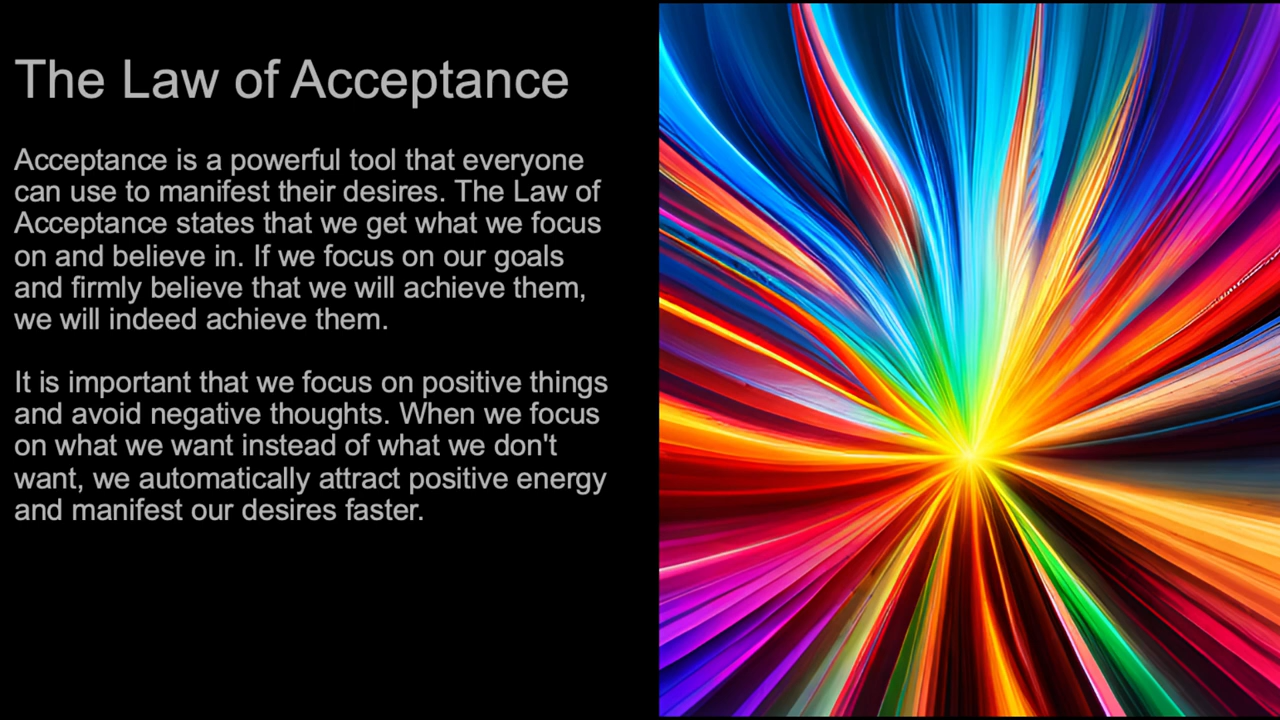 The Law of Acceptance
Acceptance is a powerful tool that everyone
can use to manifest their desires. The Law of
Acceptance states that we get what we focus
on and believe in. If we focus on our goals
and firmly believe that we will achieve them,
we will indeed achieve them.
It is important that we focus on positive things
and avoid negative thoughts. When we focus
on what we want instead of what we don't
want, we automatically attract positive energy
and manifest our desires faster.